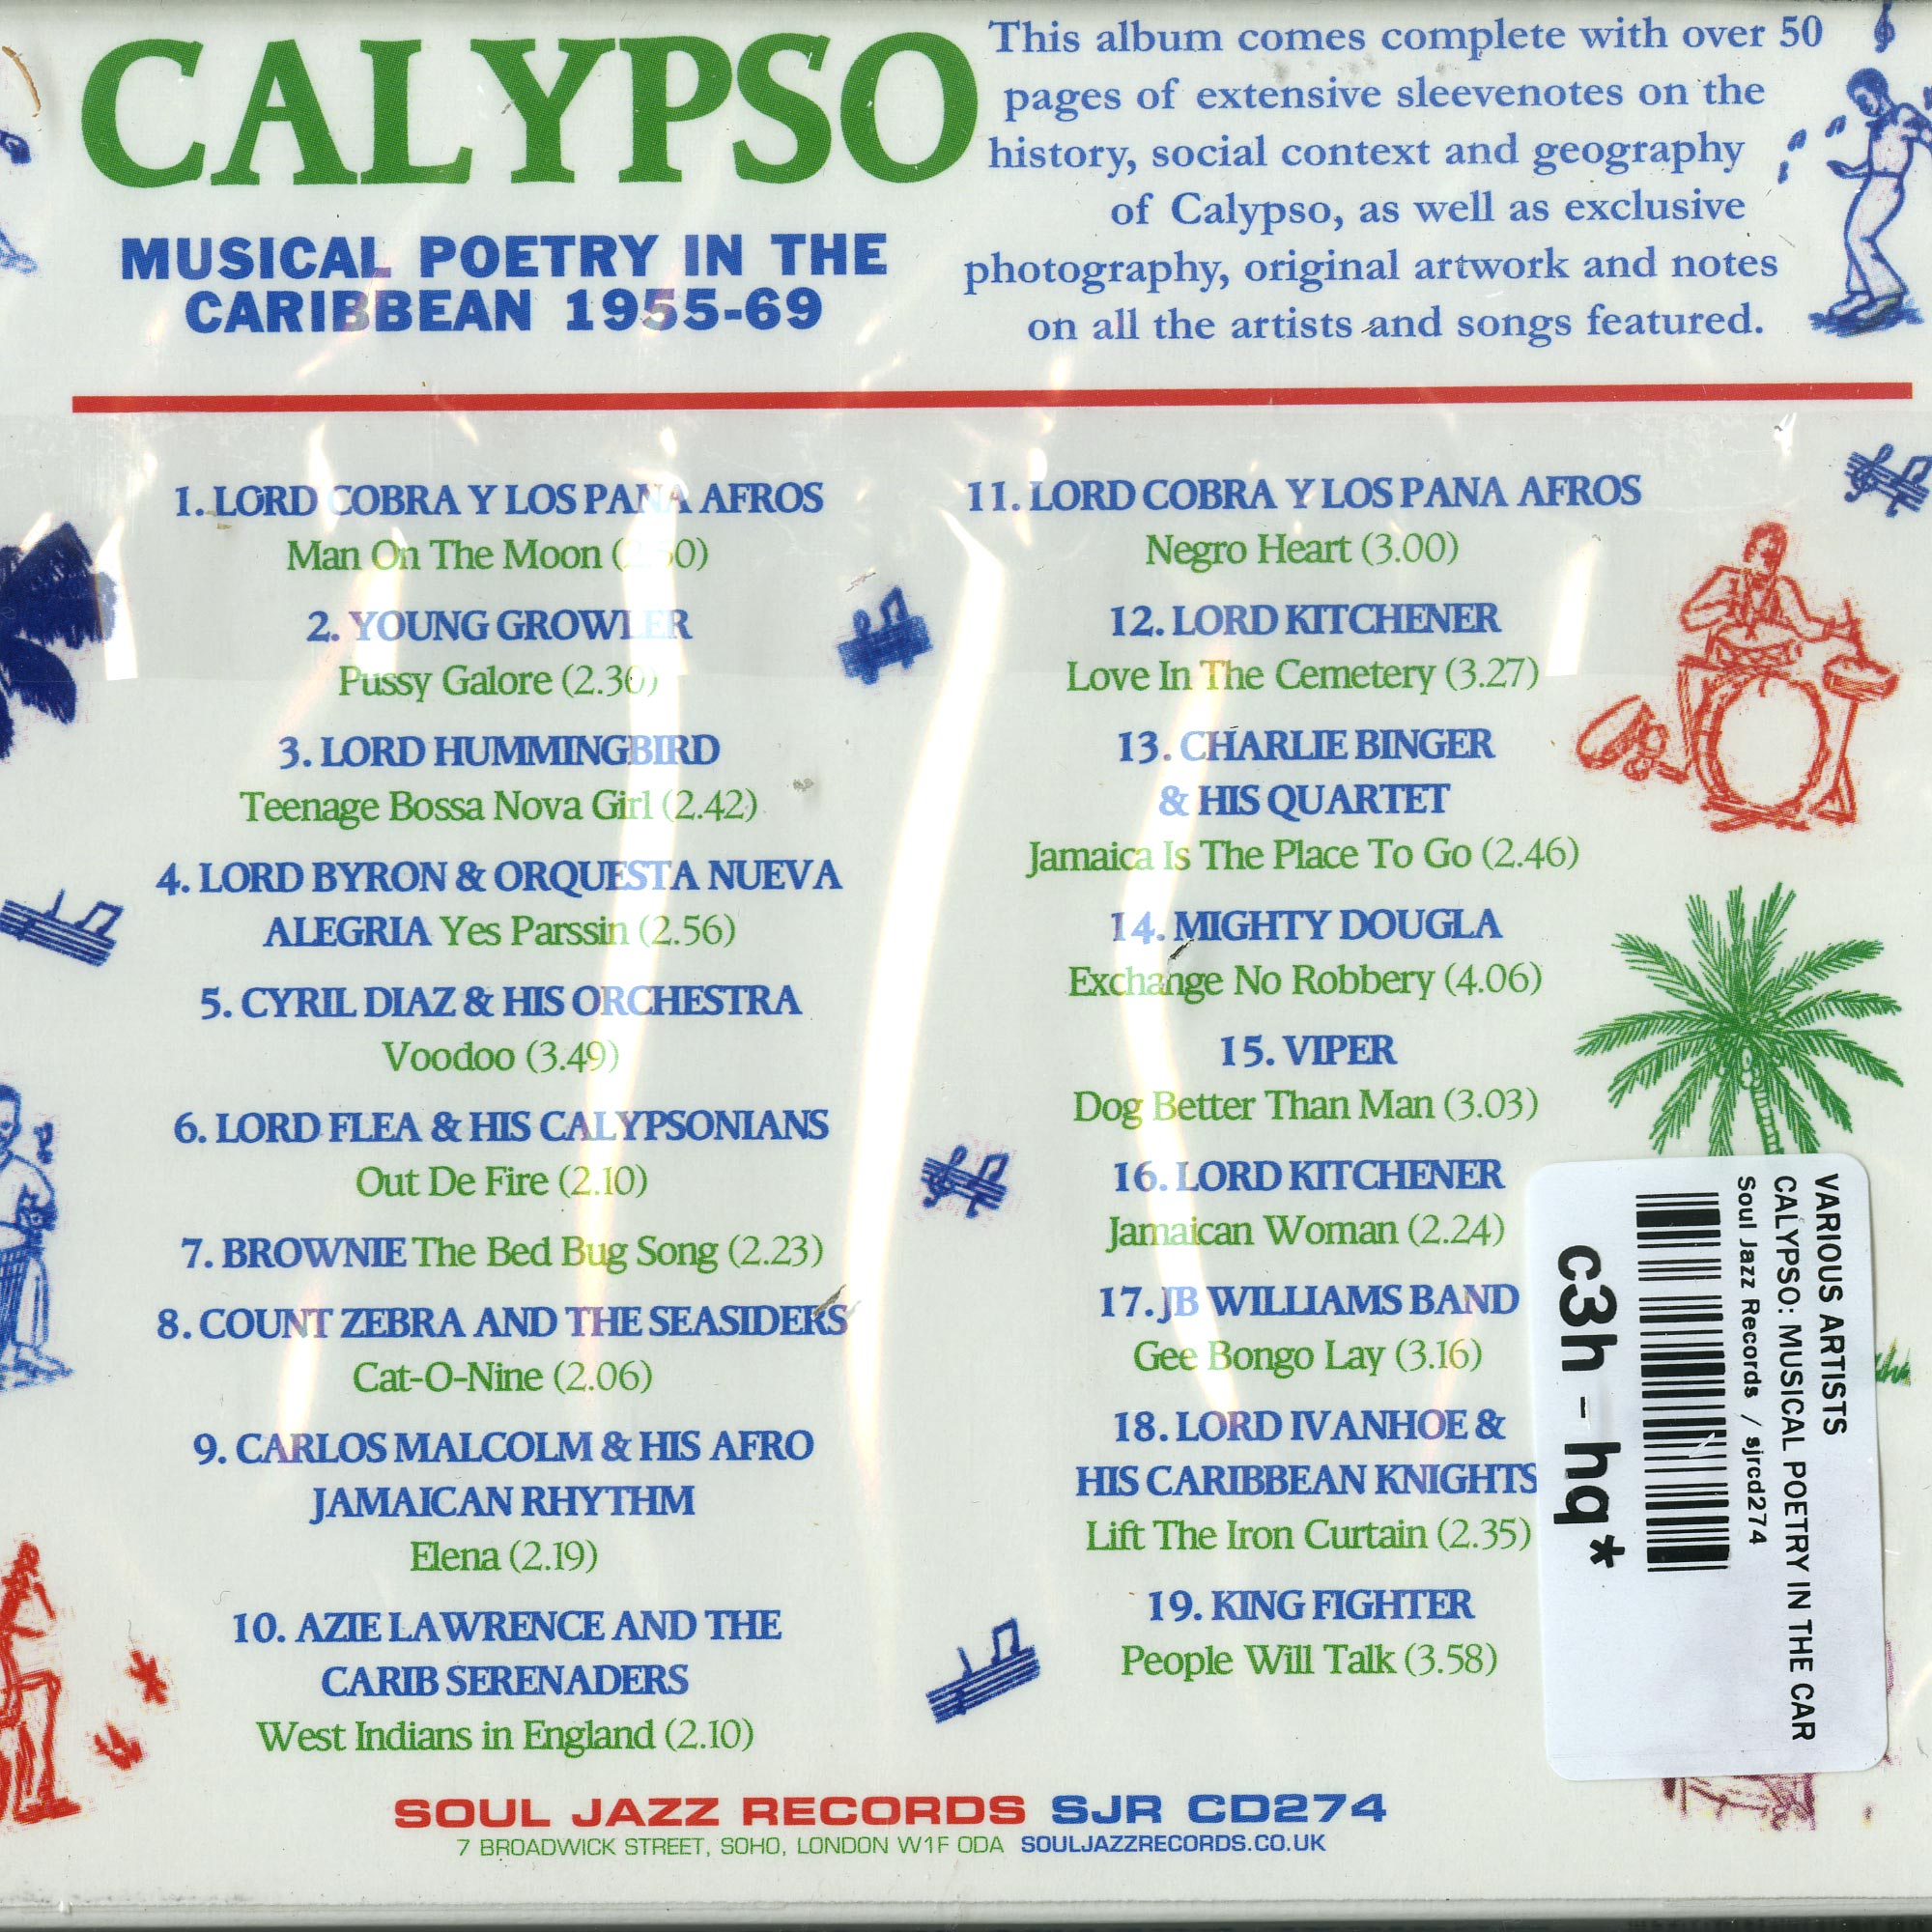 CALYPSO
MUSICAL POETRY IN THE
CARIBBEAN 1955-69
This album comes complete with over 50
pages of extensive sleevenotes on the
history, social context and geography
of Calypso, as well as exclusive
photography, original artwork and notes
on all the artists and songs featured.
1. LORD COBRA Y LOS PANA AFROS
Man On The Moon
2. YOUNG GROWLER
Pussy Galore (2.30)
3. LORD HUMMINGBIRD
Teenage Bossa Nova Girl (2.42)
4. LORD BYRON & ORQUESTA NUEVA
ALEGRIA Yes Parssin (2.56)
5. CYRIL DIAZ & HIS ORCHESTRA
Voodoo (3.49)
6. LORD FLEA & HIS CALYPSONIANS
Out De Fire (2.10)
7. BROWNIE The Bed Bug Song (2.23)
8. COUNT ZEBRA AND THE SEASIDERS
Cat-O-Nine (2.06)
9. CARLOS MALCOLM & HIS AFRO
JAMAICAN RHYTHM
Elena (2.19)
10. AZIE LAWRENCE AND THE
CARIB SERENADERS
West Indians in England (2.10)
11. LORD COBRA Y LOS PANA AFROS
Negro Heart (3.00)
12. LORD KITCHENER
Love In The Cemetery (3.27)
13. CHARLIE BINGER
& HIS QUARTET
Jamaica Is The Place To Go (2.46)
14. MIGHTY DOUGLA
Exchange No Robbery (4.06)
15. VIPER
Dog Better Than Man (3.03)
16. LORD KITCHENER
Jamaican Woman (2.24)
17. JB WILLIAMS BAND
Gee Bongo Lay (3.16)
18. LORD IVANHOE &
HIS CARIBBEAN KNIGHTS
Lift The Iron Curtain (2.35)
19. KING FIGHTER
People Will Talk (3.58)
VARIOUS ARTISTS
CALYPSO: MUSICAL POETRY IN THE CAR
Soul Jazz Records / sjrcd274
c3h - hq*
SOUL JAZZ RECORDS SJR CD274
7 BROADWICK STREET, SOHO, LONDON W1F 0DA SOULJAZZRECORDS.CO.UK